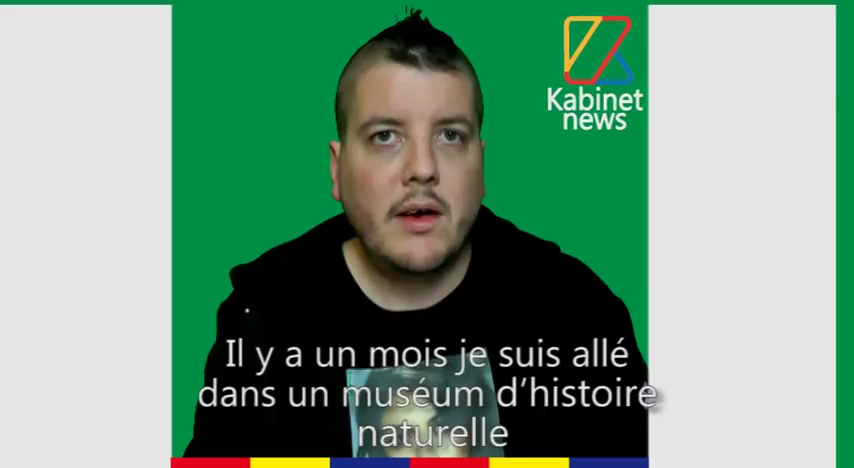 Kabinet
news
Il y a un mois je suis allé
dans un muséum d’histoire
naturelle